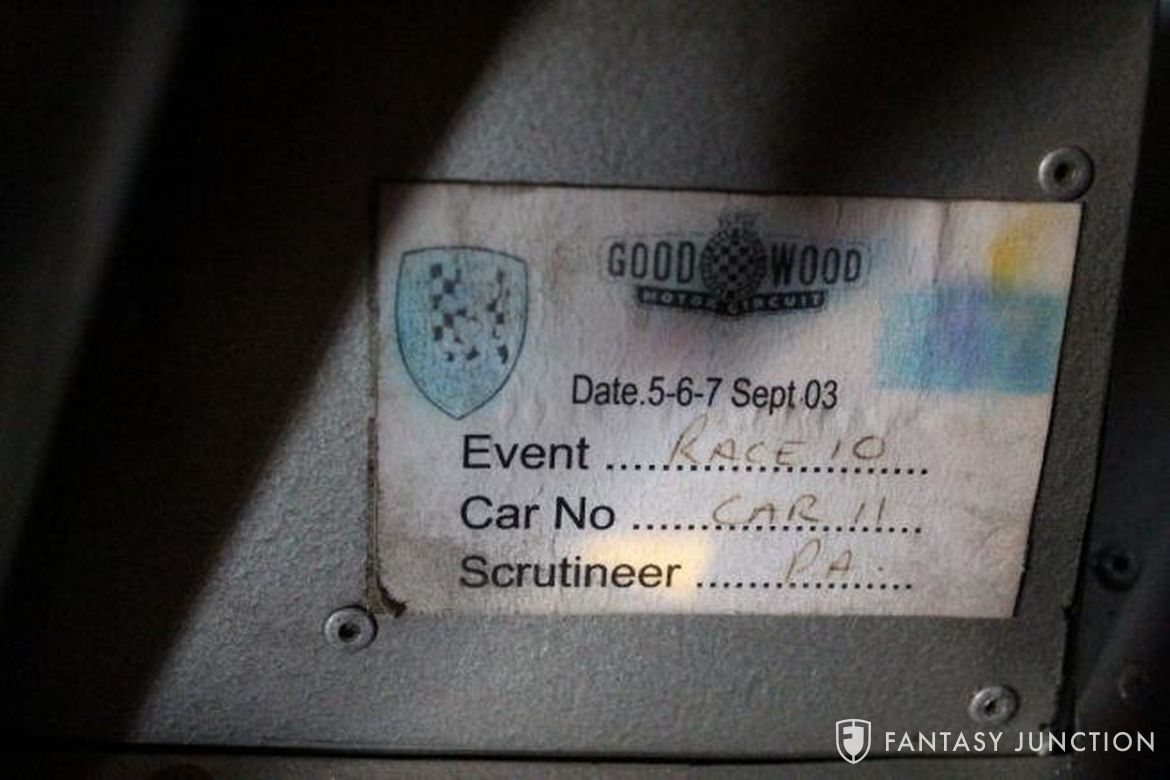 GOODWOOD
MOTOR CIRCUIT
Date.5-6-7 Sept 03
Event ............ RACE 10
Car No ............ CAR 11
Scrutineer ............ P.A.
FANTASY JUNCTION